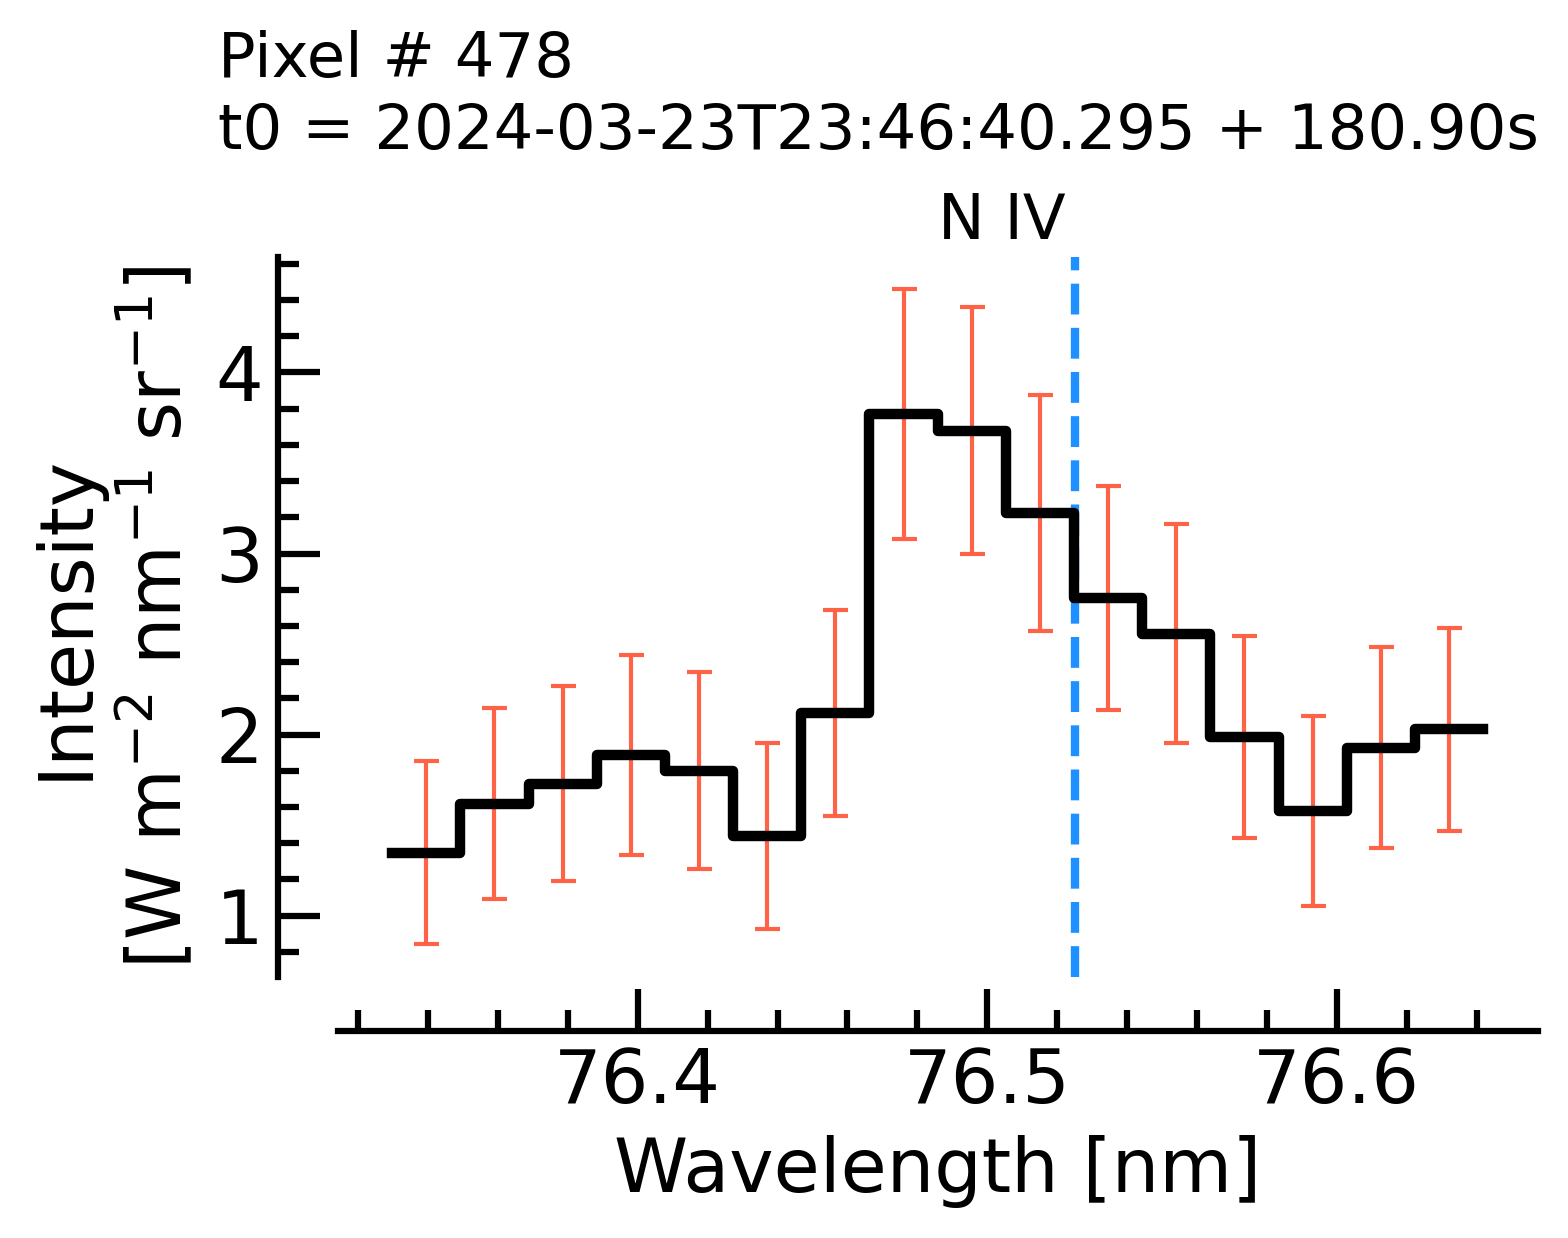 Pixel # 478
t0 = 2024-03-23T23:46:40.295 + 180.90s
N IV
Intensity
[W m⁻² nm⁻¹ sr⁻¹]
4
3
2
1
76.4 76.5 76.6
Wavelength [nm]